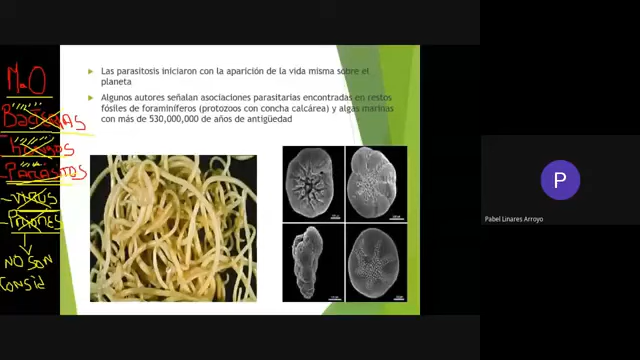 M.O
BACTERIAS
HONGOS
- PARÁSITOS
- VIRUS
- PRIONES
NO SON
CONSID
▶ Las parasitosis iniciaron con la aparición de la vida misma sobre el
planeta
▶ Algunos autores señalan asociaciones parasitarias encontradas en restos
fósiles de foraminíferos (protozoos con concha calcárea) y algas marinas
con más de 530,000,000 de años de antigüedad
P
Pabel Linares Arroyo